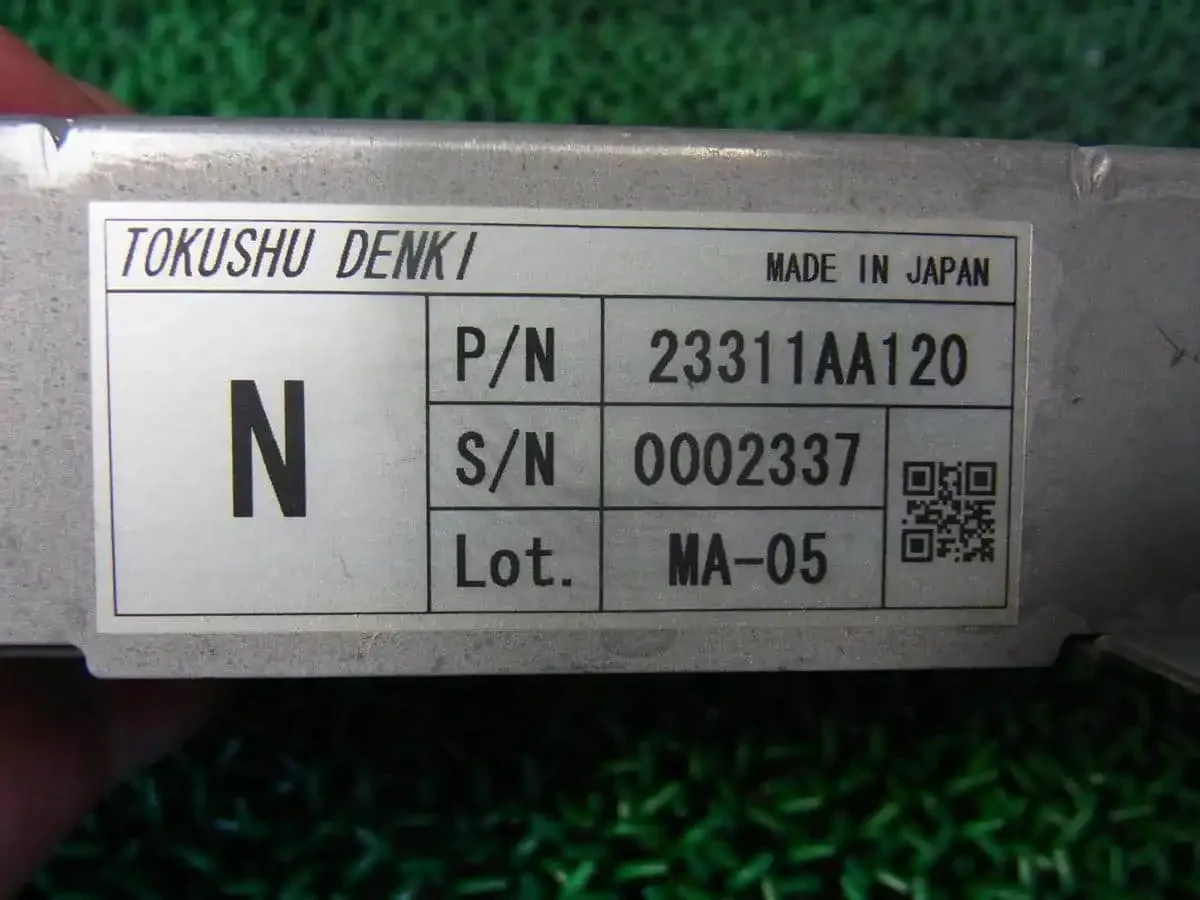 TOKUSHU DENKI
MADE IN JAPAN
N
P/N 23311AA120
S/N 0002337
Lot. MA-05